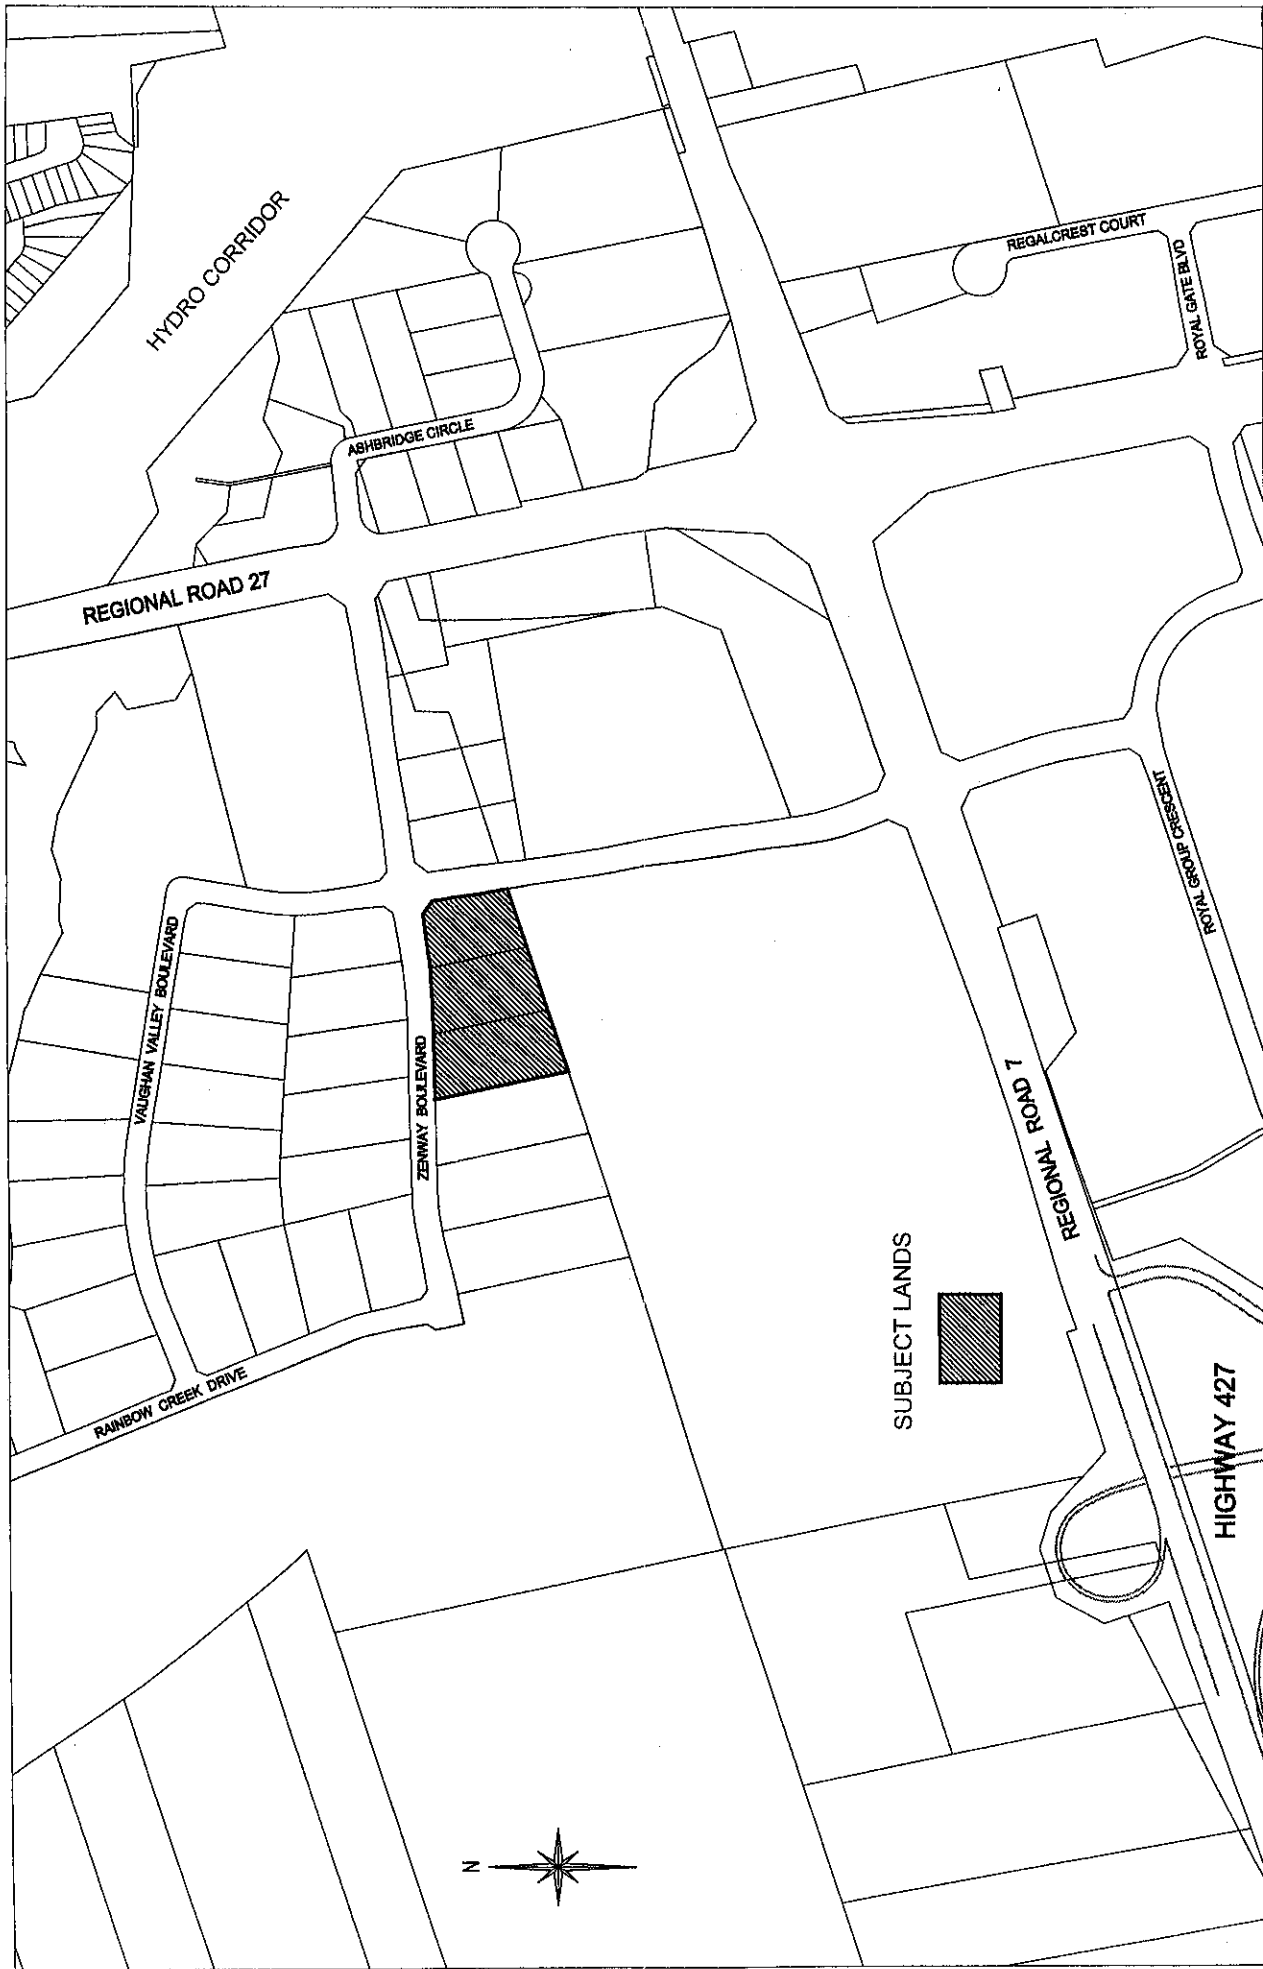 HYDRO CORRIDOR
REGALCREST COURT
ROYAL GATE BLVD
ASHBRIDGE CIRCLE
REGIONAL ROAD 27
ROYAL GROUP CRESCENT
VAUGHAN VALLEY BOULEVARD
ZENWAY BOULEVARD
REGIONAL ROAD 7
SUBJECT LANDS
RAINBOW CREEK DRIVE
HIGHWAY 427
N